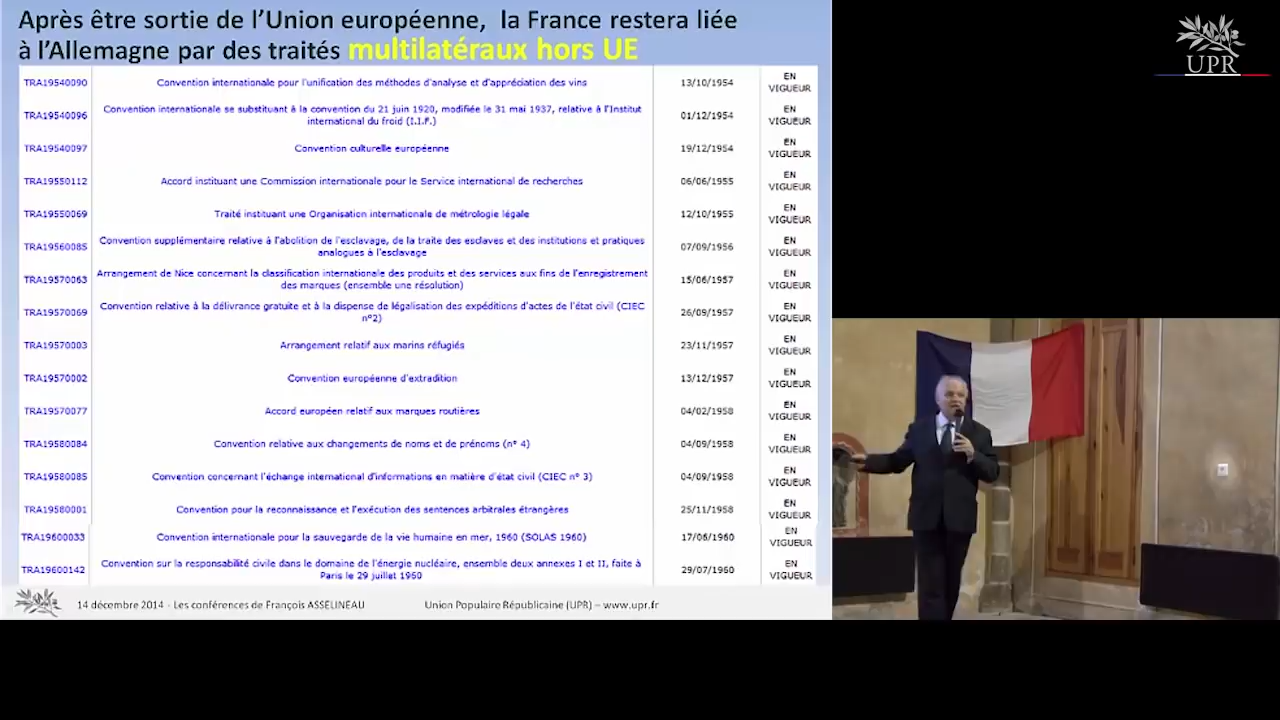 Après être sortie de l'Union européenne, la France restera liée
à l'Allemagne par des traités multilatéraux hors UE
UPR
TRA19540090 Convention internationale pour l'unification des méthodes d'analyse et d'appréciation des vins 13/10/1954 EN VIGUEUR
TRA19540096 Convention internationale se substituant à la convention du 21 juin 1920, modifiée le 31 mai 1937, relative à l'Institut
international du froid (I.I.F.) 01/12/1954 EN VIGUEUR
TRA19540097 Convention culturelle européenne 19/12/1954 EN VIGUEUR
TRA19550112 Accord instituant une Commission internationale pour le Service international de recherches 06/06/1955 EN VIGUEUR
TRA19550069 Traité instituant une Organisation internationale de métrologie légale 12/10/1955 EN VIGUEUR
TRA19560085 Convention supplémentaire relative à l'abolition de l'esclavage, de la traite des esclaves et des institutions et pratiques
analogues à l'esclavage 07/09/1956 EN VIGUEUR
TRA19570063 Arrangement de Nice concernant la classification internationale des produits et des services aux fins de l'enregistrement
des marques (ensemble une résolution) 15/06/1957 EN VIGUEUR
TRA19570069 Convention relative à la délivrance gratuite et à la dispense de légalisation des expéditions d'actes de l'état civil (CIEC
n°2) 26/09/1957 EN VIGUEUR
TRA19570003 Arrangement relatif aux marins réfugiés 23/11/1957 EN VIGUEUR
TRA19570002 Convention européenne d'extradition 13/12/1957 EN VIGUEUR
TRA19570077 Accord européen relatif aux marques routières 04/02/1958 EN VIGUEUR
TRA19580084 Convention relative aux changements de noms et de prénoms (n° 4) 04/09/1958 EN VIGUEUR
TRA19580085 Convention concernant l'échange international d'informations en matière d'état civil (CIEC n° 3) 04/09/1958 EN VIGUEUR
TRA19580001 Convention pour la reconnaissance et l'exécution des sentences arbitrales étrangères 25/11/1958 EN VIGUEUR
TRA19600033 Convention internationale pour la sauvegarde de la vie humaine en mer, 1960 (SOLAS 1960) 17/06/1960 EN VIGUEUR
TRA19600142 Convention sur la responsabilité civile dans le domaine de l'énergie nucléaire, ensemble deux annexes I et II, faite à
Paris le 29 juillet 1960 29/07/1960 EN VIGUEUR
14 décembre 2014 - Les conférences de François ASSELINEAU Union Populaire Républicaine (UPR) – www.upr.fr